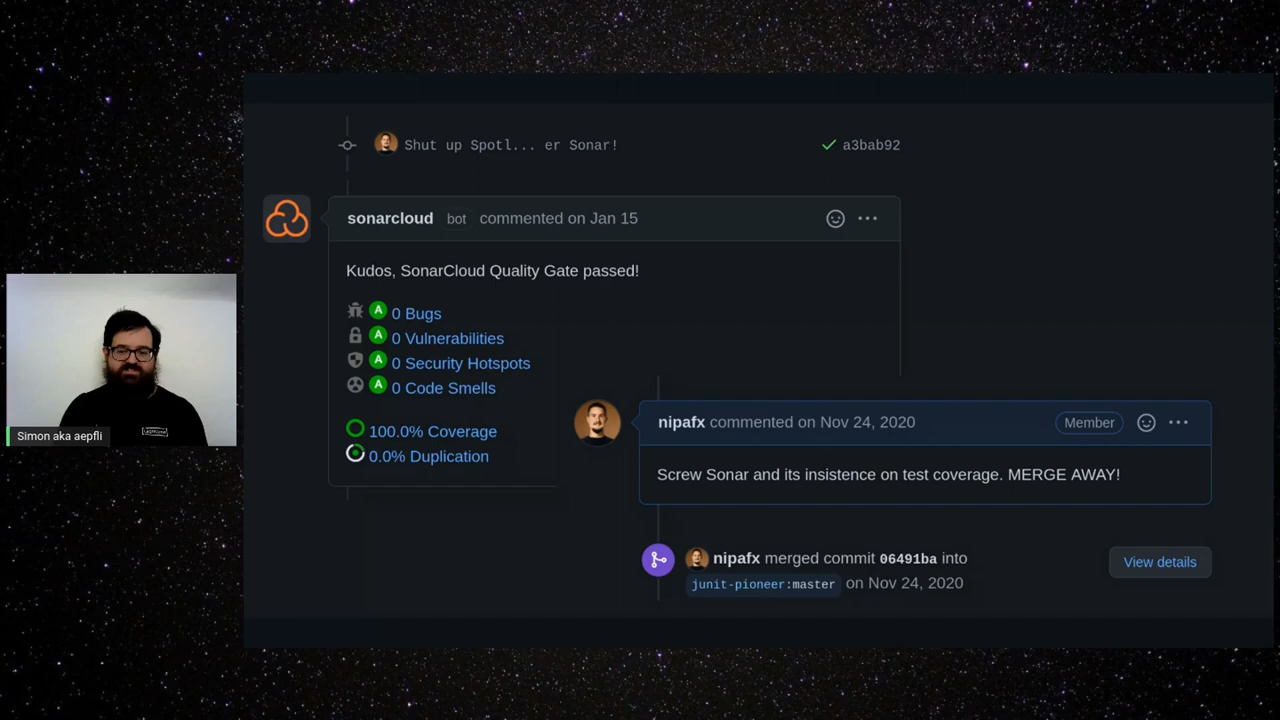 Shut up Spotl... er Sonar!
a3bab92
sonarcloud bot commented on Jan 15
Kudos, SonarCloud Quality Gate passed!
A 0 Bugs
A 0 Vulnerabilities
A 0 Security Hotspots
A 0 Code Smells
100.0% Coverage
0.0% Duplication
nipafx commented on Nov 24, 2020
Member
Screw Sonar and its insistence on test coverage. MERGE AWAY!
nipafx merged commit 06491ba into
junit-pioneer:master on Nov 24, 2020
View details
Simon aka aepfli